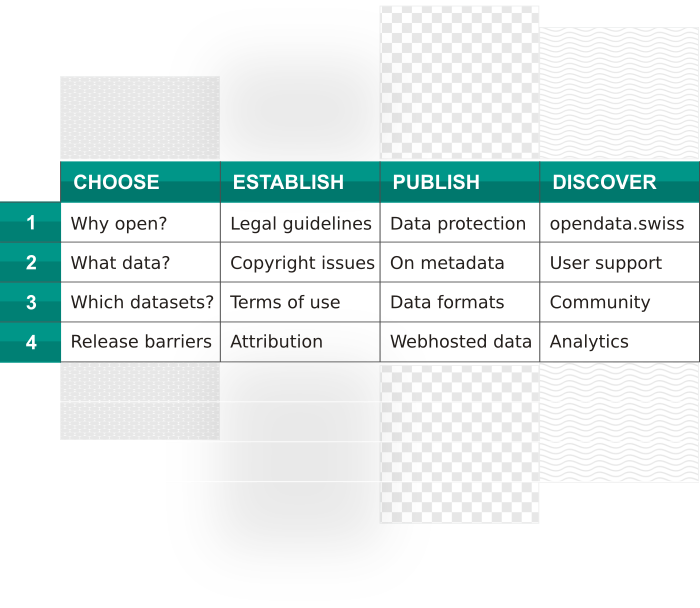 CHOOSE ESTABLISH PUBLISH DISCOVER
1 Why open? Legal guidelines Data protection opendata.swiss
2 What data? Copyright issues On metadata User support
3 Which datasets? Terms of use Data formats Community
4 Release barriers Attribution Webhosted data Analytics